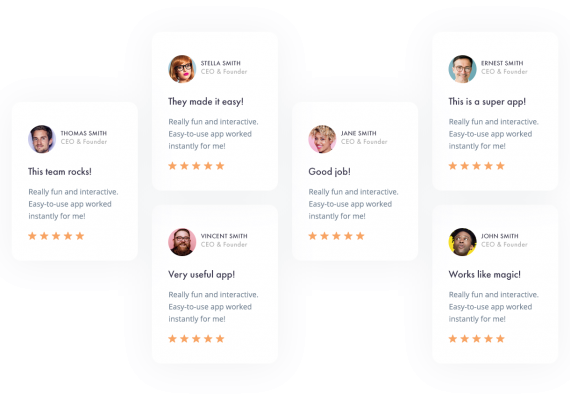 THOMAS SMITH
CEO & Founder
This team rocks!
Really fun and interactive.
Easy-to-use app worked
instantly for me!
STELLA SMITH
CEO & Founder
They made it easy!
Really fun and interactive.
Easy-to-use app worked
instantly for me!
VINCENT SMITH
CEO & Founder
Very useful app!
Really fun and interactive.
Easy-to-use app worked
instantly for me!
JANE SMITH
CEO & Founder
Good job!
Really fun and interactive.
Easy-to-use app worked
instantly for me!
ERNEST SMITH
CEO & Founder
This is a super app!
Really fun and interactive.
Easy-to-use app worked
instantly for me!
JOHN SMITH
CEO & Founder
Works like magic!
Really fun and interactive.
Easy-to-use app worked
instantly for me!